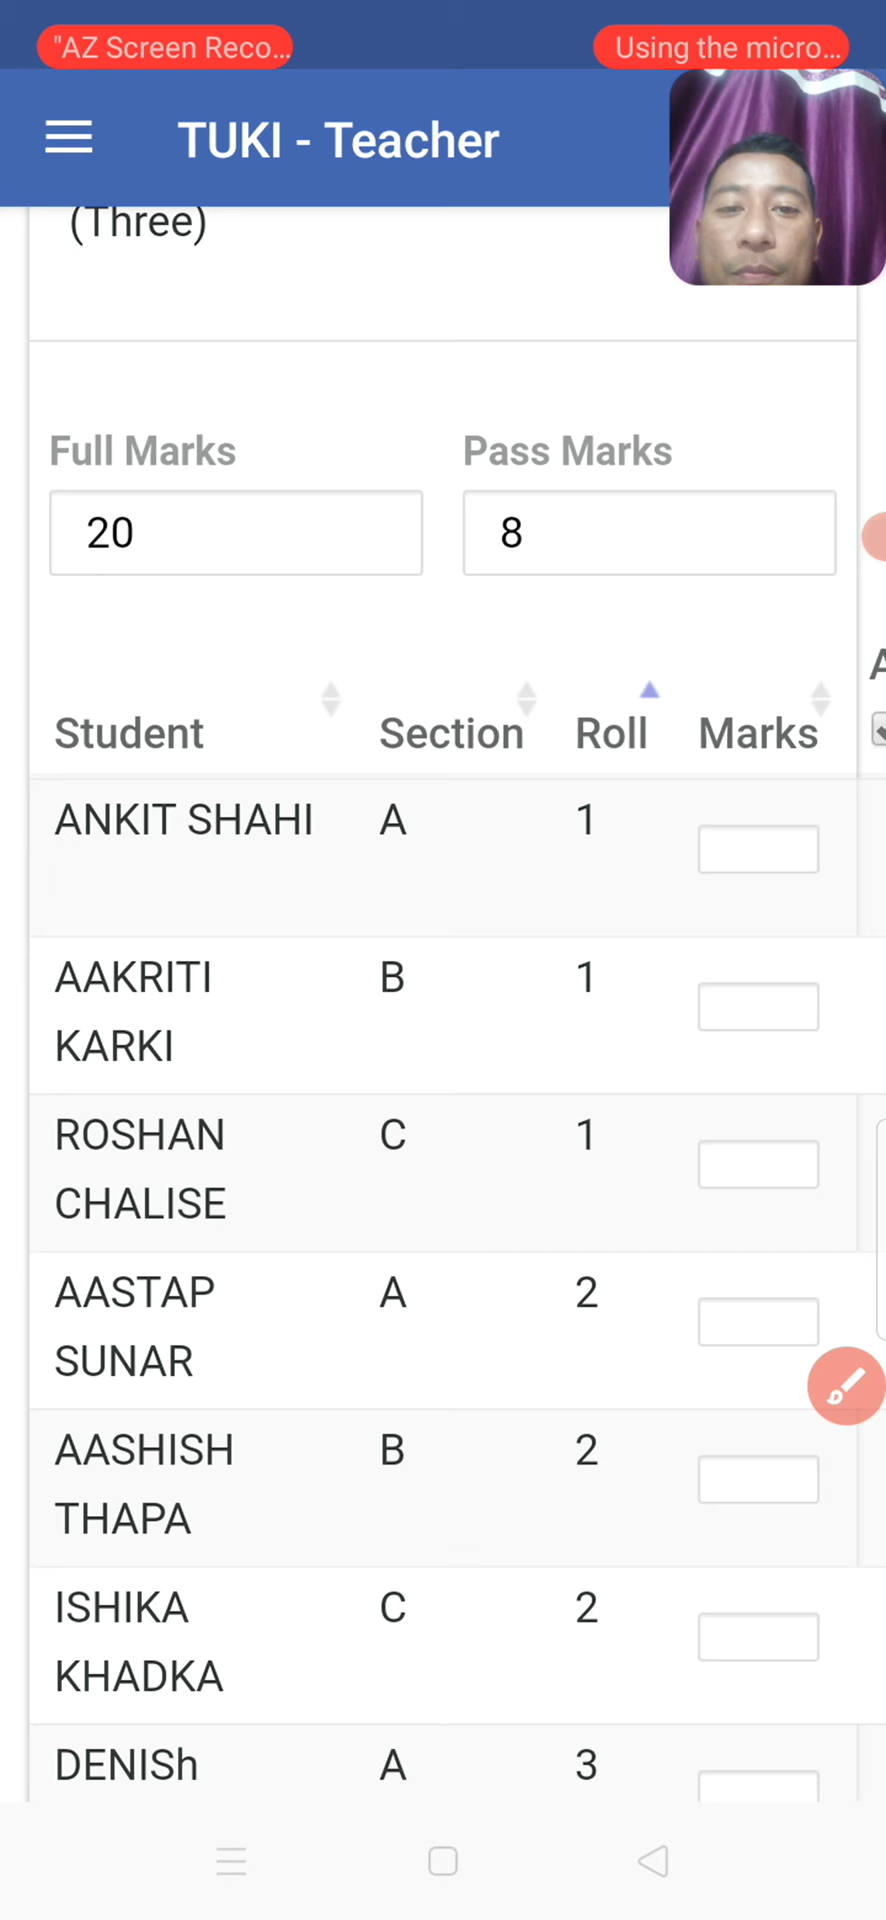 "AZ Screen Reco...
Using the micro...
TUKI - Teacher
(Three)
Full Marks
Pass Marks
20
8
Student
Section
Roll
Marks
A
ANKIT SHAHI
A
1
AAKRITI
KARKI
B
1
ROSHAN
CHALISE
C
1
AASTAP
SUNAR
A
2
AASHISH
THAPA
B
2
ISHIKA
KHADKA
C
2
DENISh
A
3